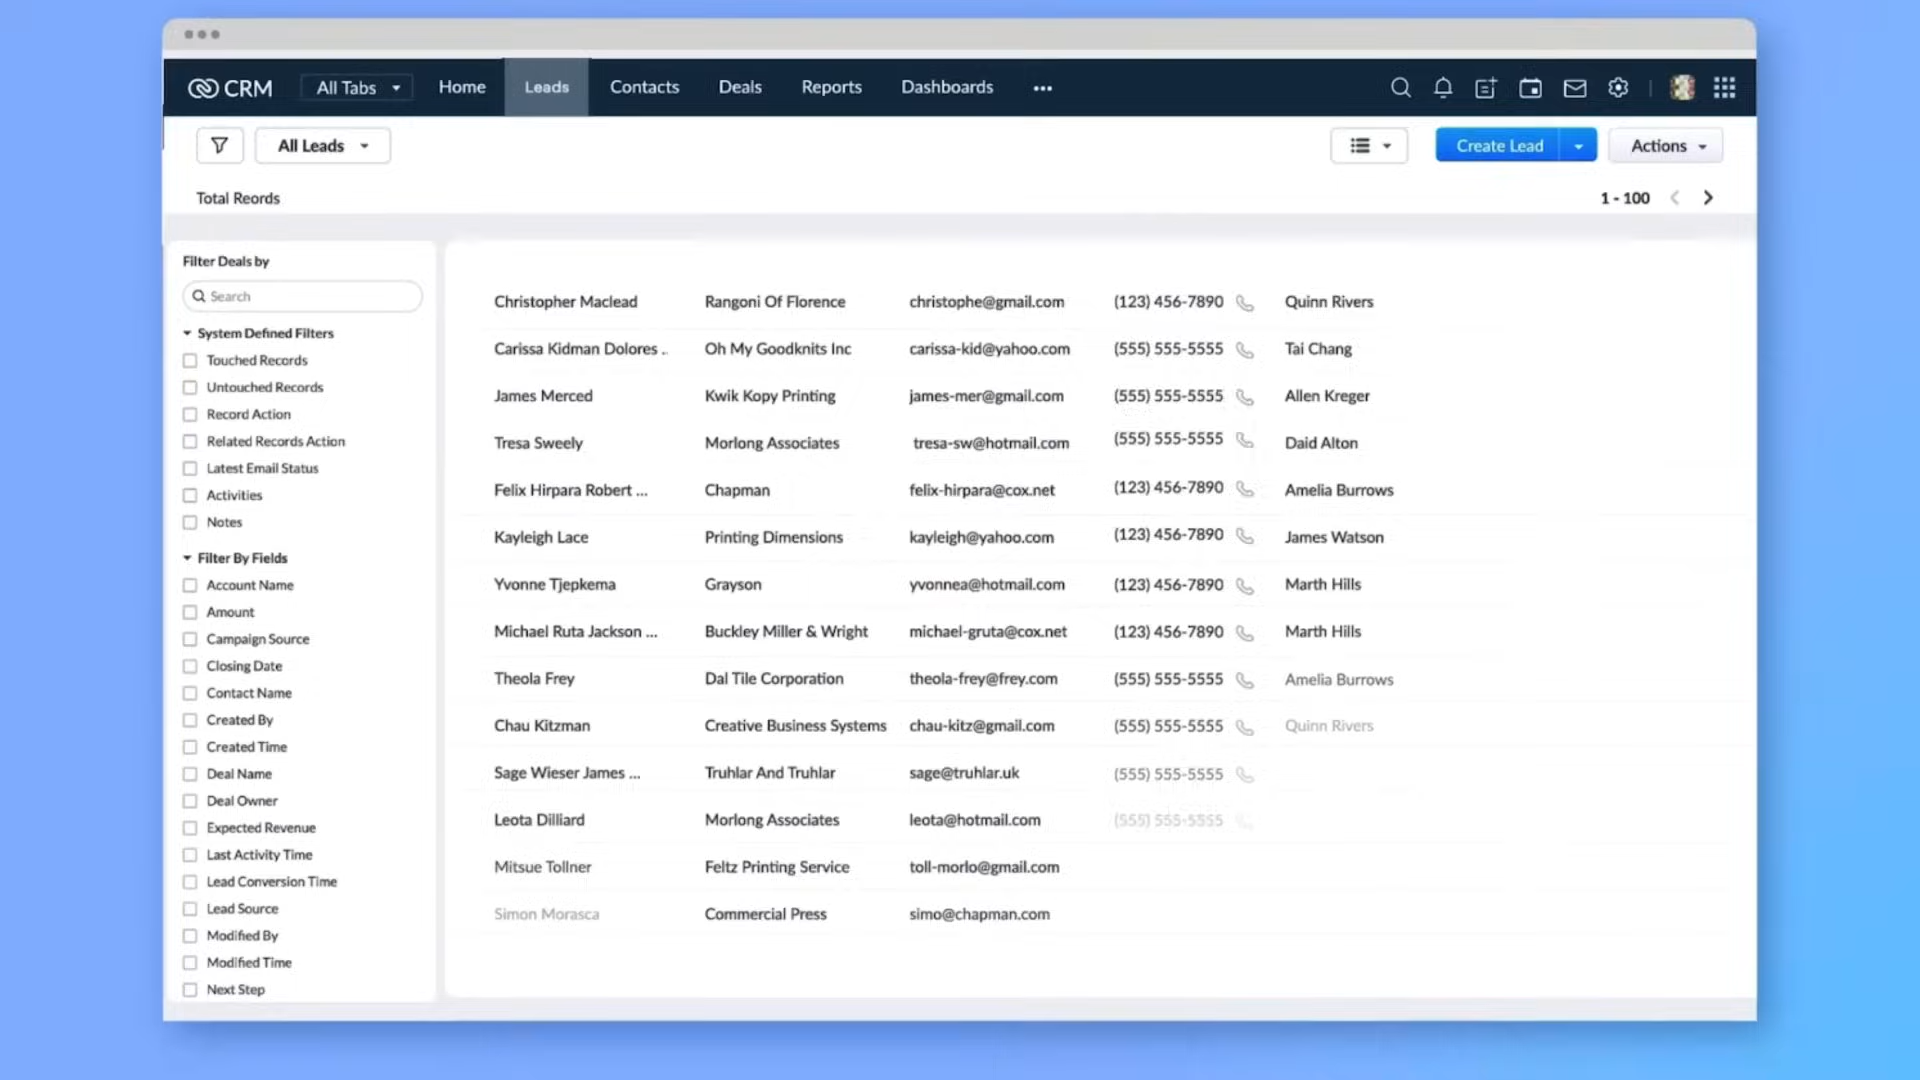 CRM All Tabs Home Leads Contacts Deals Reports Dashboards
All Leads Create Lead Actions
Total Reords 1 - 100
Filter Deals by
Search
System Defined Filters
Touched Records
Untouched Records
Record Action
Related Records Action
Latest Email Status
Activities
Notes
Filter By Fields
Account Name
Amount
Campaign Source
Closing Date
Contact Name
Created By
Created Time
Deal Name
Deal Owner
Expected Revenue
Last Activity Time
Lead Conversion Time
Lead Source
Modified By
Modified Time
Next Step
Christopher Maclead Rangoni Of Florence christophe@gmail.com (123) 456-7890 Quinn Rivers
Carissa Kidman Dolores .. Oh My Goodknits Inc carissa-kid@yahoo.com (555) 555-5555 Tai Chang
James Merced Kwik Kopy Printing james-mer@gmail.com (555) 555-5555 Allen Kreger
Tresa Sweely Morlong Associates tresa-sw@hotmail.com (555) 555-5555 Daid Alton
Felix Hirpara Robert ... Chapman felix-hirpara@cox.net (123) 456-7890 Amelia Burrows
Kayleigh Lace Printing Dimensions kayleigh@yahoo.com (123) 456-7890 James Watson
Yvonne Tjepkema Grayson yvonnea@hotmail.com (123) 456-7890 Marth Hills
Michael Ruta Jackson ... Buckley Miller & Wright michael-gruta@cox.net (123) 456-7890 Marth Hills
Theola Frey Dal Tile Corporation theola-frey@frey.com (555) 555-5555 Amelia Burrows
Chau Kitzman Creative Business Systems chau-kitz@gmail.com (555) 555-5555 Quinn Rivers
Sage Wieser James ... Truhlar And Truhlar sage@truhlar.uk (555) 555-5555
Leota Dilliard Morlong Associates leota@hotmail.com (555) 555-5555
Mitsue Tollner Feltz Printing Service toll-morlo@gmail.com
Simon Morasca Commercial Press simo@chapman.com